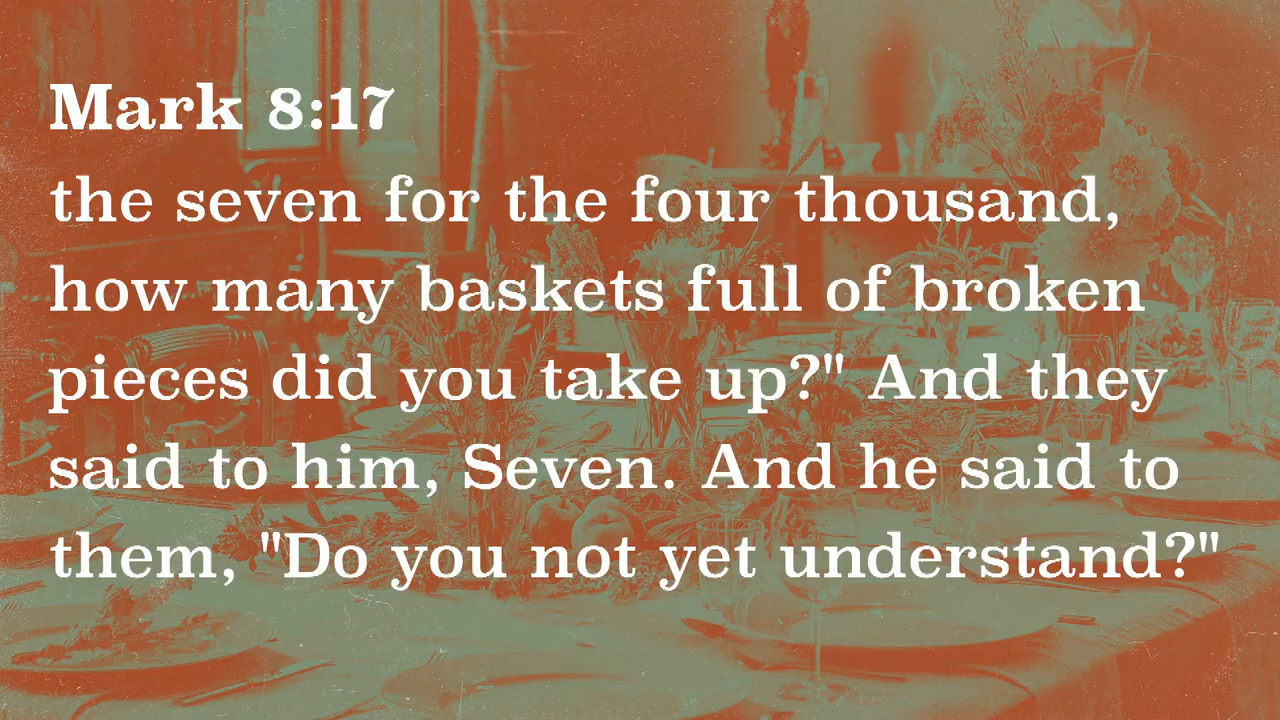 Mark 8:17
the seven for the four thousand,
how many baskets full of broken
pieces did you take up?" And they
said to him, Seven. And he said to
them, "Do you not yet understand?"